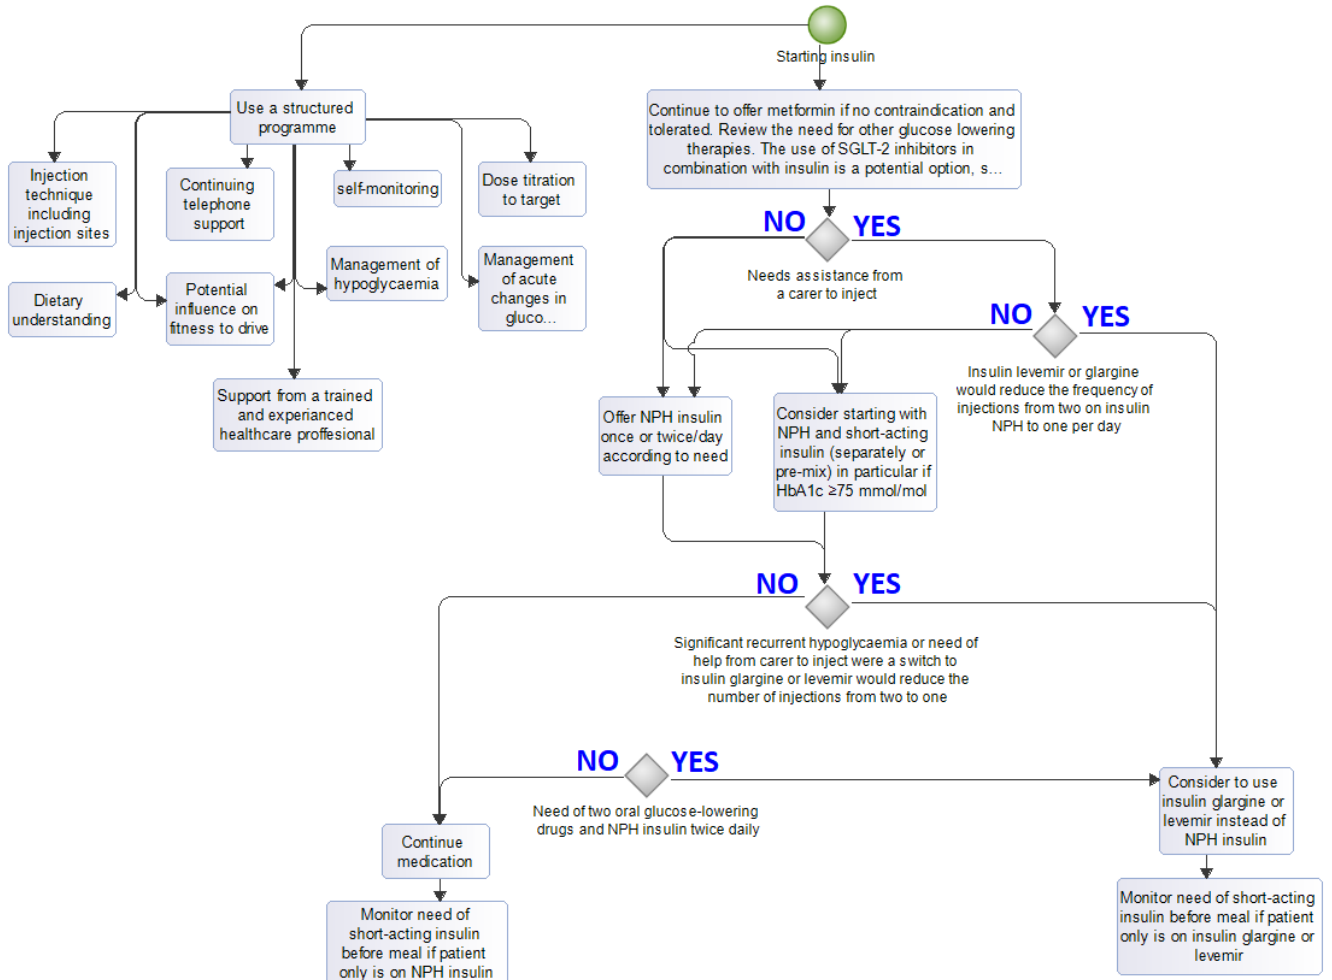 Starting insulin
Use a structured
programme
Continue to offer metformin if no contraindication and
tolerated. Review the need for other glucose lowering
therapies. The use of SGLT-2 inhibitors in
combination with insulin is a potential option, s...
Injection
technique
including
injection sites
Continuing
telephone
support
self-monitoring
Dose titration
to target
Dietary
understanding
Potential
influence on
fitness to drive
Management of
hypoglycaemia
Management
of acute
changes in
gluco...
Support from a trained
and experianced
healthcare proffesional
NO
YES
Needs assistance from
a carer to inject
NO
YES
Insulin levemir or glargine
would reduce the frequency of
injections from two on insulin
NPH to one per day
Offer NPH insulin
once or twice/day
according to need
Consider starting with
NPH and short-acting
insulin (separately or
pre-mix) in particular if
HbA1c ≥75 mmol/mol
NO
YES
Significant recurrent hypoglycaemia or need of
help from carer to inject were a switch to
insulin glargine or levemir would reduce the
number of injections from two to one
NO
YES
Need of two oral glucose-lowering
drugs and NPH insulin twice daily
Consider to use
insulin glargine or
levemir instead of
NPH insulin
Continue
medication
Monitor need of
short-acting insulin
before meal if patient
only is on NPH insulin
Monitor need of short-acting
insulin before meal if patient
only is on insulin glargine or
levemir